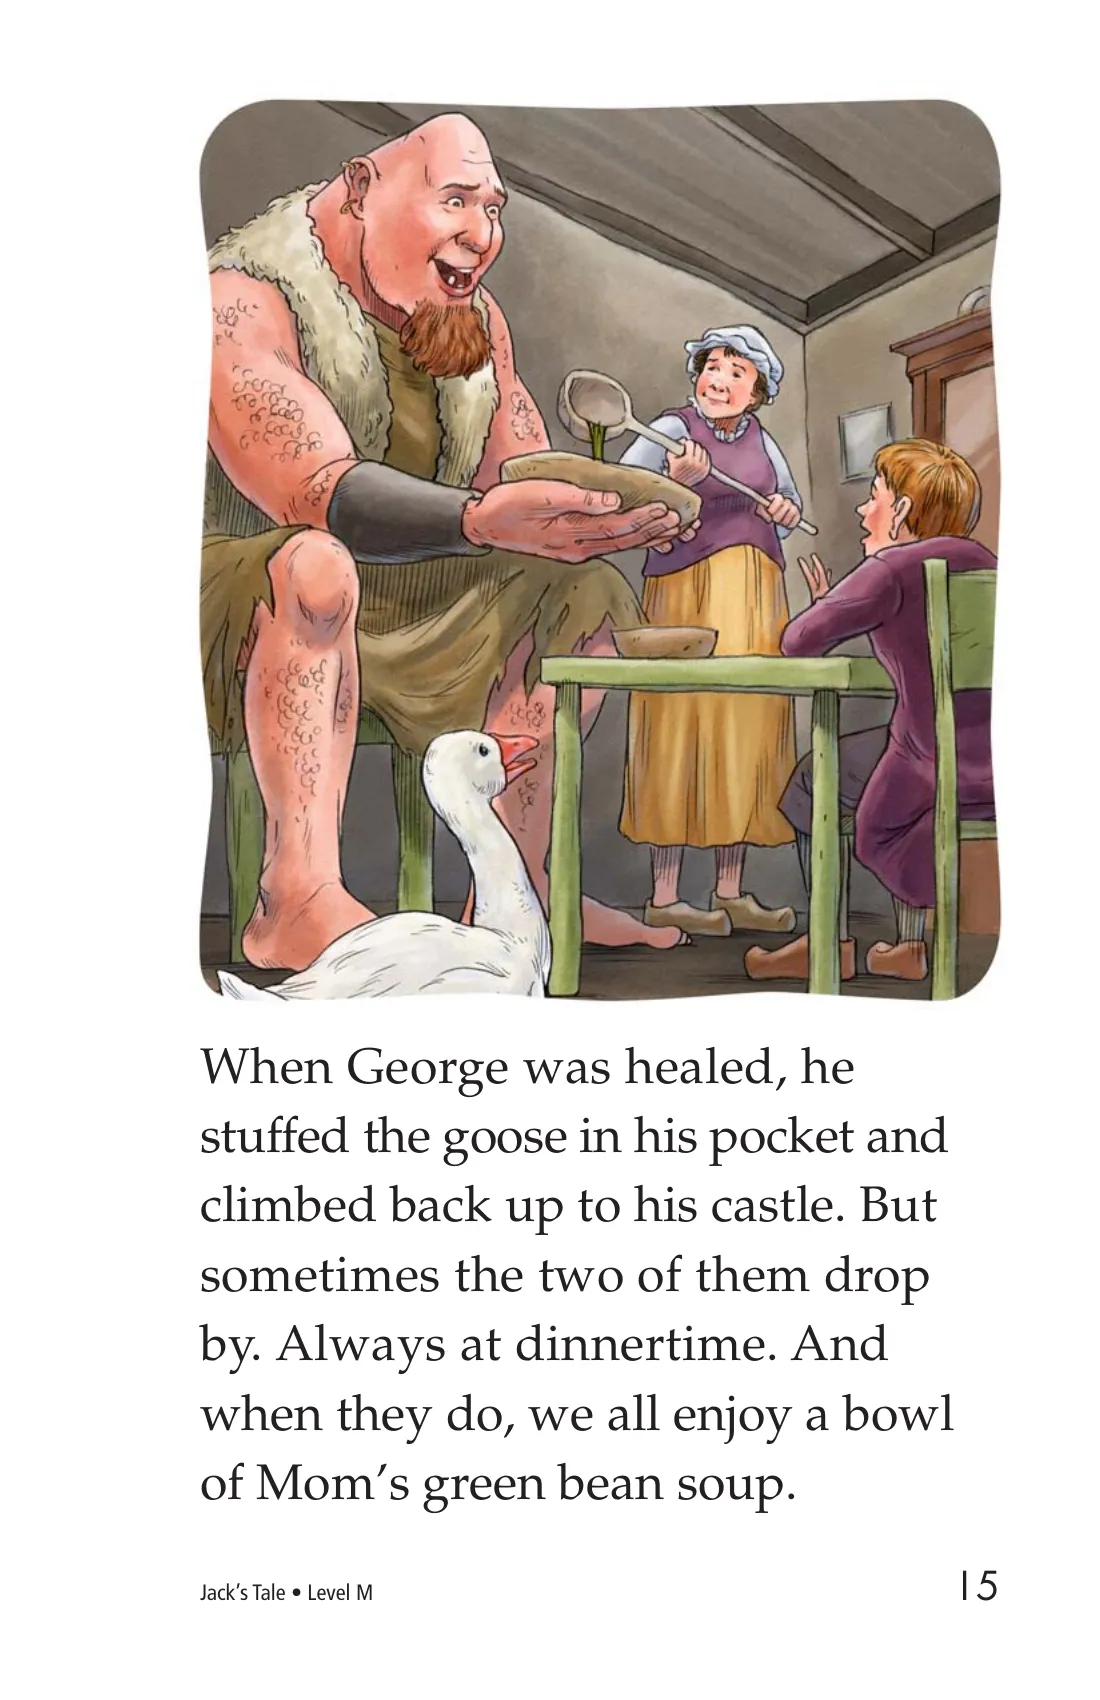 When George was healed, he
stuffed the goose in his pocket and
climbed back up to his castle. But
sometimes the two of them drop
by. Always at dinnertime. And
when they do, we all enjoy a bowl
of Mom’s green bean soup.
Jack’s Tale • Level M
15